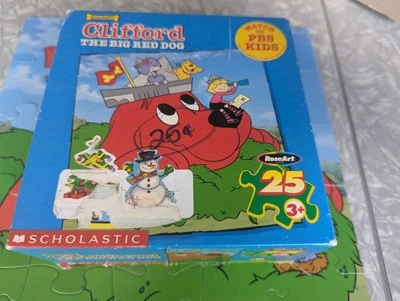 Clifford
THE BIG RED DOG
WATCH
ON
PBS
KIDS
25¢
RoseArt
25
3+
SCHOLASTIC